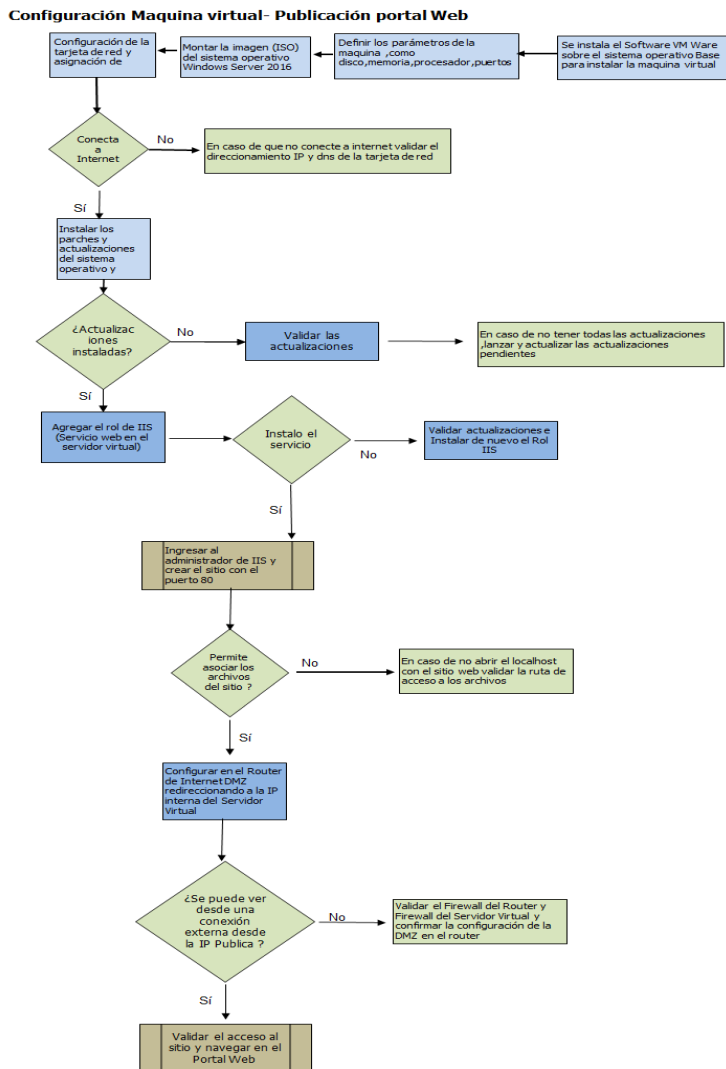 Configuración Maquina virtual- Publicación portal Web
Se instala el Software VM Ware
sobre el sistema operativo Base
para instalar la maquina virtual
Definir los parámetros de la
maquina ,como
disco,memoria,procesador,puertos
Montar la imagen (ISO)
del sistema operativo
Windows Server 2016
Configuración de la
tarjeta de red y
asignación de
Conecta
a
Internet
No
En caso de que no conecte a internet validar el
direccionamiento IP y dns de la tarjeta de red
Sí
Instalar los
parches y
actualizaciones
del sistema
operativo y
¿Actualizac
iones
instaladas?
No
Validar las
actualizaciones
En caso de no tener todas las actualizaciones
,lanzar y actualizar las actualizaciones
pendientes
Sí
Agregar el rol de IIS
(Servicio web en el
servidor virtual)
Instalo el
servicio
No
Validar actualizaciones e
Instalar de nuevo el Rol
IIS
Sí
Ingresar al
administrador de IIS y
crear el sitio con el
puerto 80
Permite
asociar los
archivos
del sitio ?
No
En caso de no abrir el localhost
con el sitio web validar la ruta de
acceso a los archivos
Sí
Configurar en el Router
de Internet DMZ
redireccionando a la IP
interna del Servidor
Virtual
¿Se puede ver
desde una
conexión
externa desde
la IP Publica ?
No
Validar el Firewall del Router y
Firewall del Servidor Virtual y
confirmar la configuración de la
DMZ en el router
Sí
Validar el acceso al
sitio y navegar en el
Portal Web